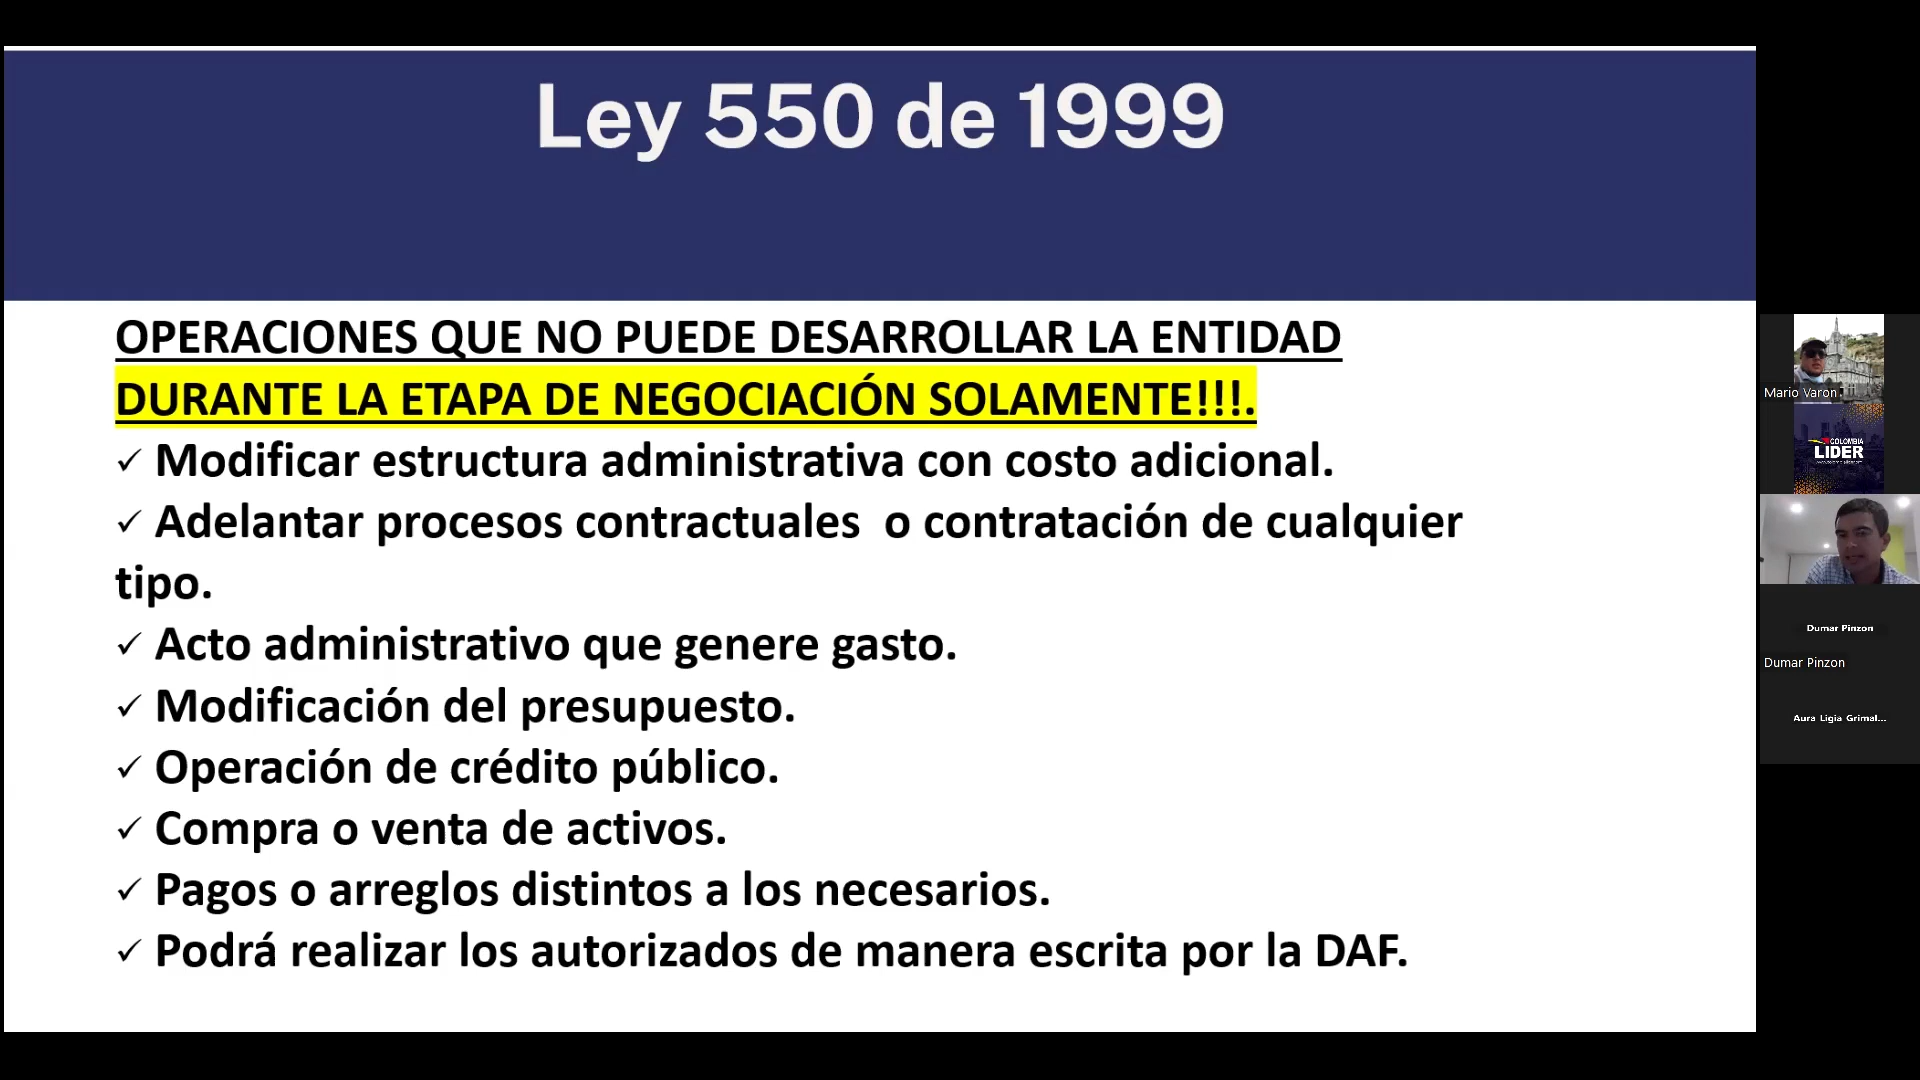 Ley 550 de 1999
OPERACIONES QUE NO PUEDE DESARROLLAR LA ENTIDAD
DURANTE LA ETAPA DE NEGOCIACIÓN SOLAMENTE!!!.
✓ Modificar estructura administrativa con costo adicional.
✓ Adelantar procesos contractuales o contratación de cualquier
tipo.
✓ Acto administrativo que genere gasto.
✓ Modificación del presupuesto.
✓ Operación de crédito público.
✓ Compra o venta de activos.
✓ Pagos o arreglos distintos a los necesarios.
✓ Podrá realizar los autorizados de manera escrita por la DAF.
Mario Varon
COLOMBIA
LIDER
Dumar Pinzon
Dumar Pinzon
Aura Ligia Grimal...